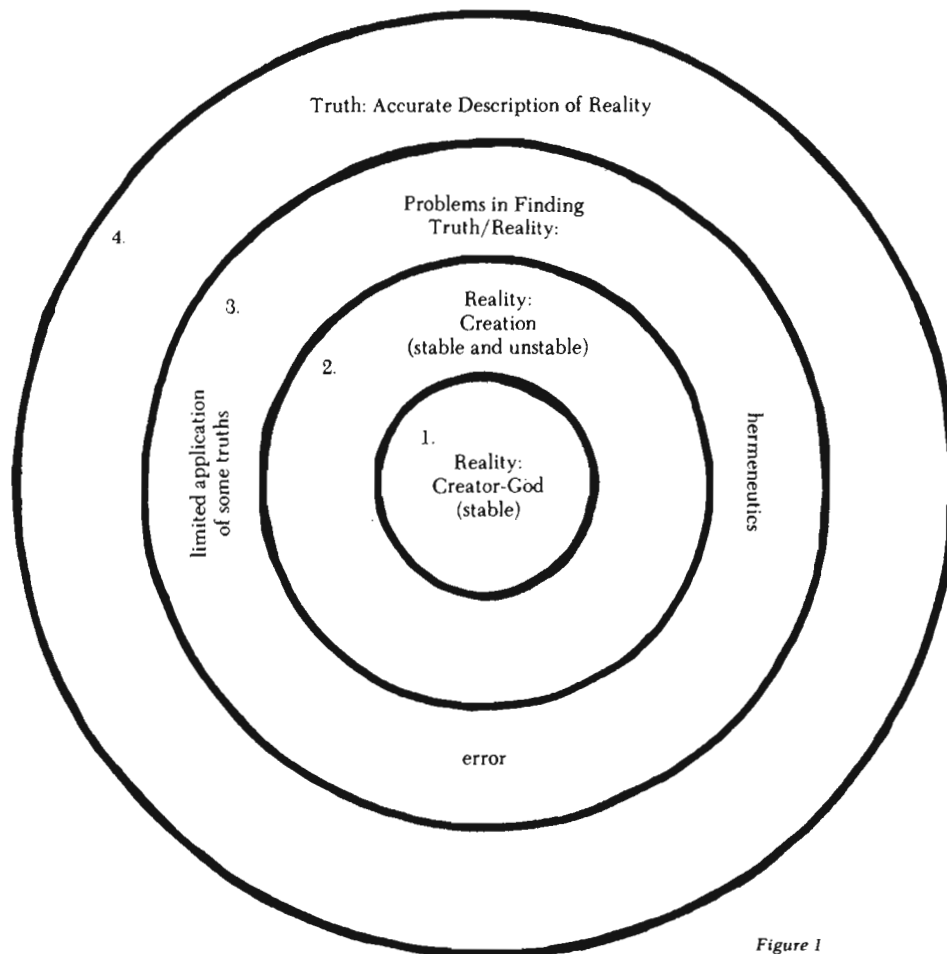 Truth: Accurate Description of Reality
4.
Problems in Finding
Truth/Reality:
3.
Reality:
Creation
(stable and unstable)
2.
1.
Reality:
Creator-God
(stable)
limited application
of some truths
hermeneutics
error
Figure 1